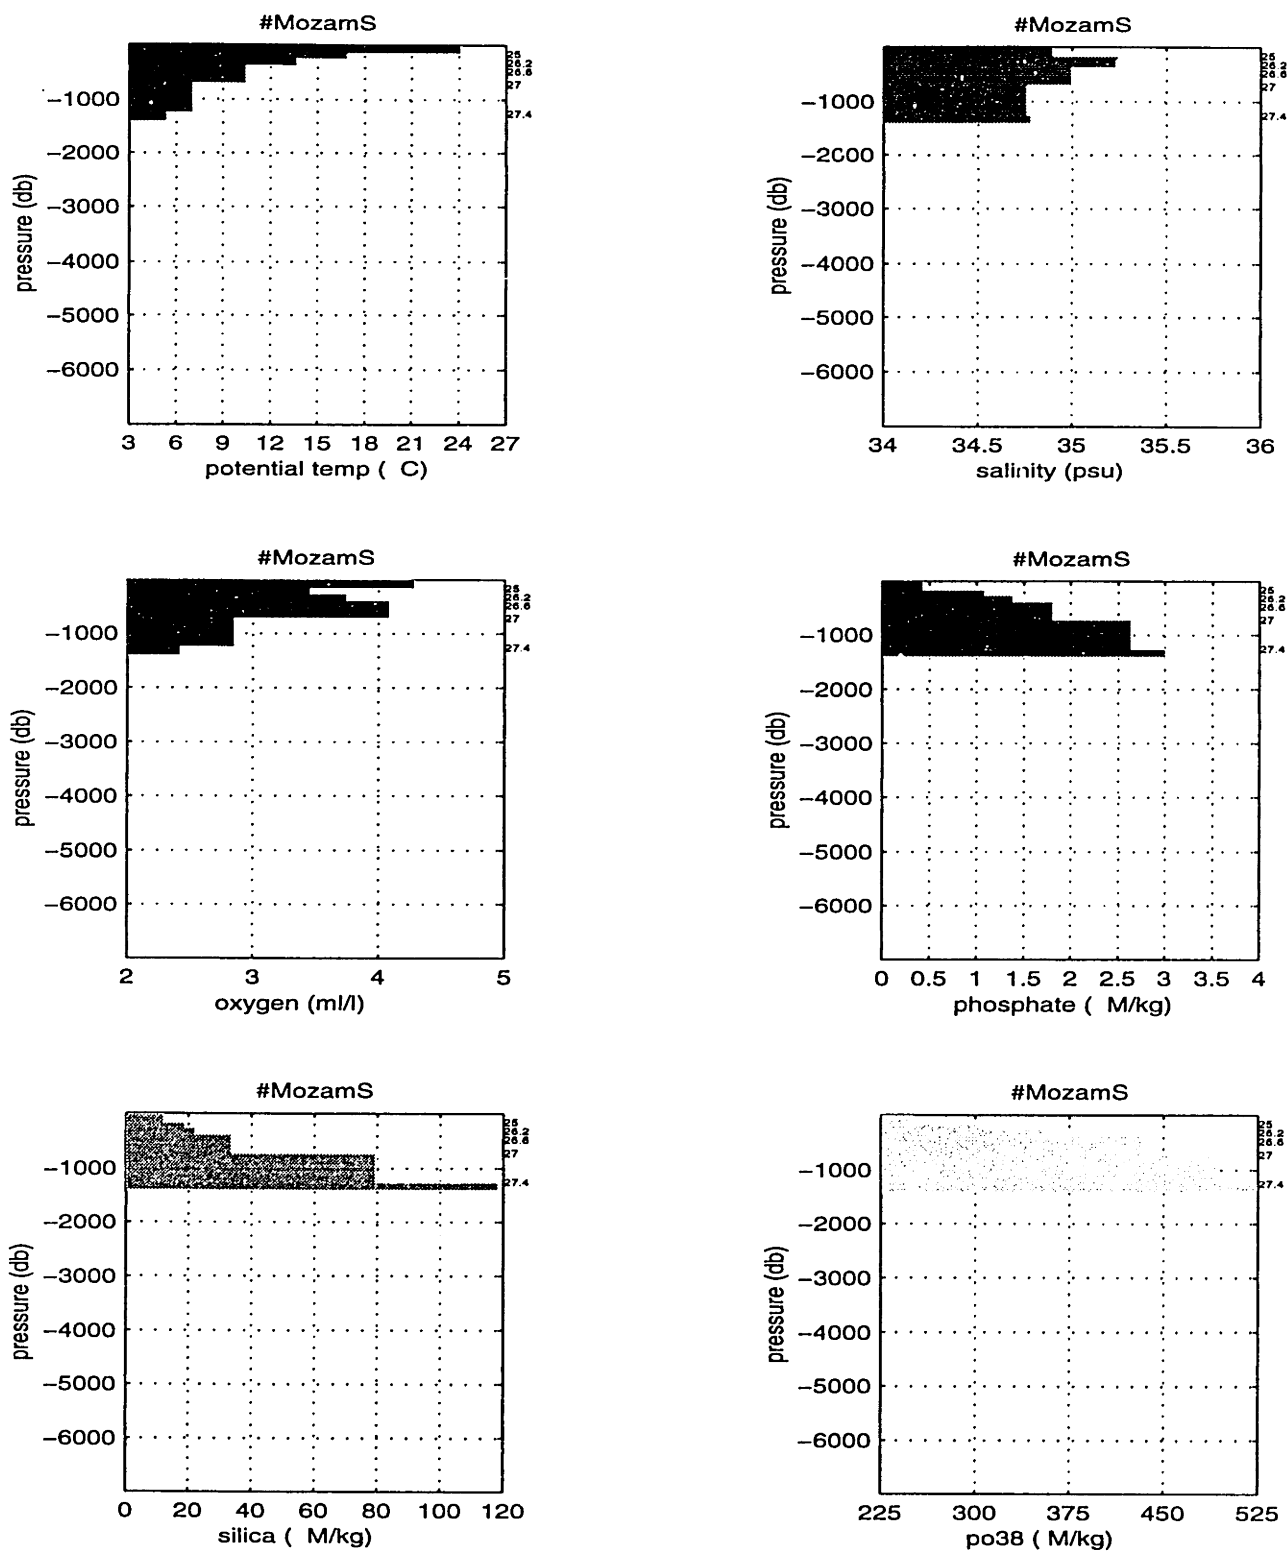 #MozamS
25
26.2
26.6
27
27.4
−1000
−2000
−3000
−4000
−5000
−6000
pressure (db)
3 6 9 12 15 18 21 24 27
potential temp ( C)
#MozamS
25
26.2
26.6
27
27.4
−1000
−2000
−3000
−4000
−5000
−6000
pressure (db)
34 34.5 35 35.5 36
salinity (psu)
#MozamS
25
26.2
26.6
27
27.4
−1000
−2000
−3000
−4000
−5000
−6000
pressure (db)
2 3 4 5
oxygen (ml/l)
#MozamS
25
26.2
26.6
27
27.4
−1000
−2000
−3000
−4000
−5000
−6000
pressure (db)
0 0.5 1 1.5 2 2.5 3 3.5 4
phosphate ( M/kg)
#MozamS
25
26.2
26.6
27
27.4
−1000
−2000
−3000
−4000
−5000
−6000
pressure (db)
0 20 40 60 80 100 120
silica ( M/kg)
#MozamS
25
26.2
26.6
27
27.4
−1000
−2000
−3000
−4000
−5000
−6000
pressure (db)
225 300 375 450 525
po38 ( M/kg)